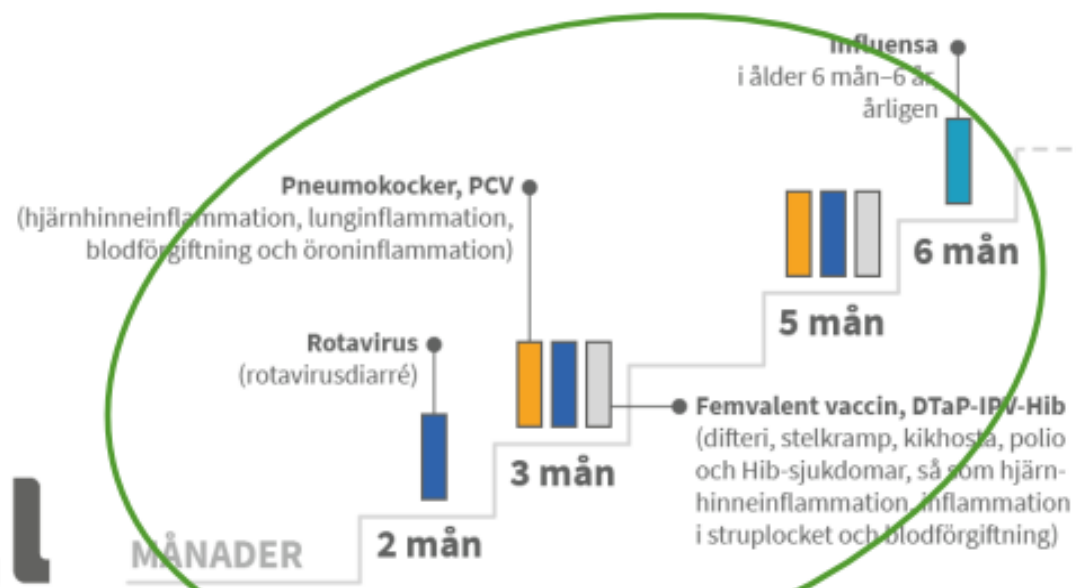 Influensa
i ålder 6 mån–6 år,
årligen
Pneumokocker, PCV
(hjärnhinneinflammation, lunginflammation,
blodförgiftning och öroninflammation)
6 mån
5 mån
Rotavirus
(rotavirusdiarré)
Femvalent vaccin, DTaP-IPV-Hib
(difteri, stelkramp, kikhosta, polio
och Hib-sjukdomar, så som hjärn-
hinneinflammation, inflammation
i struplocket och blodförgiftning)
3 mån
2 mån
MÅNADER